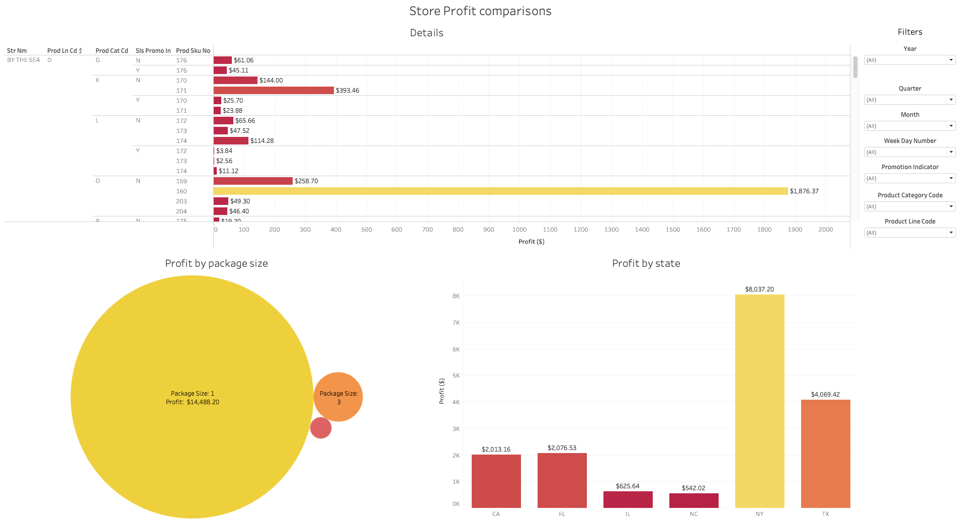 Store Profit comparisons
Details
Filters
Str Nm Prod Ln Cd Prod Cat Cd Sls Promo In Prod Sku No
BY THE SEA O G N 176 $61.06
Y 176 $45.11
K N 170 $144.00
171 $393.46
Y 170 $25.70
171 $23.88
L N 172 $65.66
173 $47.52
174 $114.28
Y 172 $3.84
173 $2.56
174 $11.12
O N 159 $258.70
160 $1,876.37
203 $49.30
204 $46.40
N 175 $19.20
0 100 200 300 400 500 600 700 800 900 1000 1100 1200 1300 1400 1500 1600 1700 1800 1900 2000
Profit ($)
Year
(All)
Quarter
(All)
Month
(All)
Week Day Number
(All)
Promotion Indicator
(All)
Product Category Code
(All)
Product Line Code
(All)
Profit by package size
Package Size: 1
Profit: $14,488.20
Package Size:
3
Profit by state
Profit ($)
8K
7K
6K
5K
4K
3K
2K
1K
0K
$2,013.16
$2,076.53
$625.64
$542.02
$8,037.20
$4,069.42
CA FL IL NC NY TX